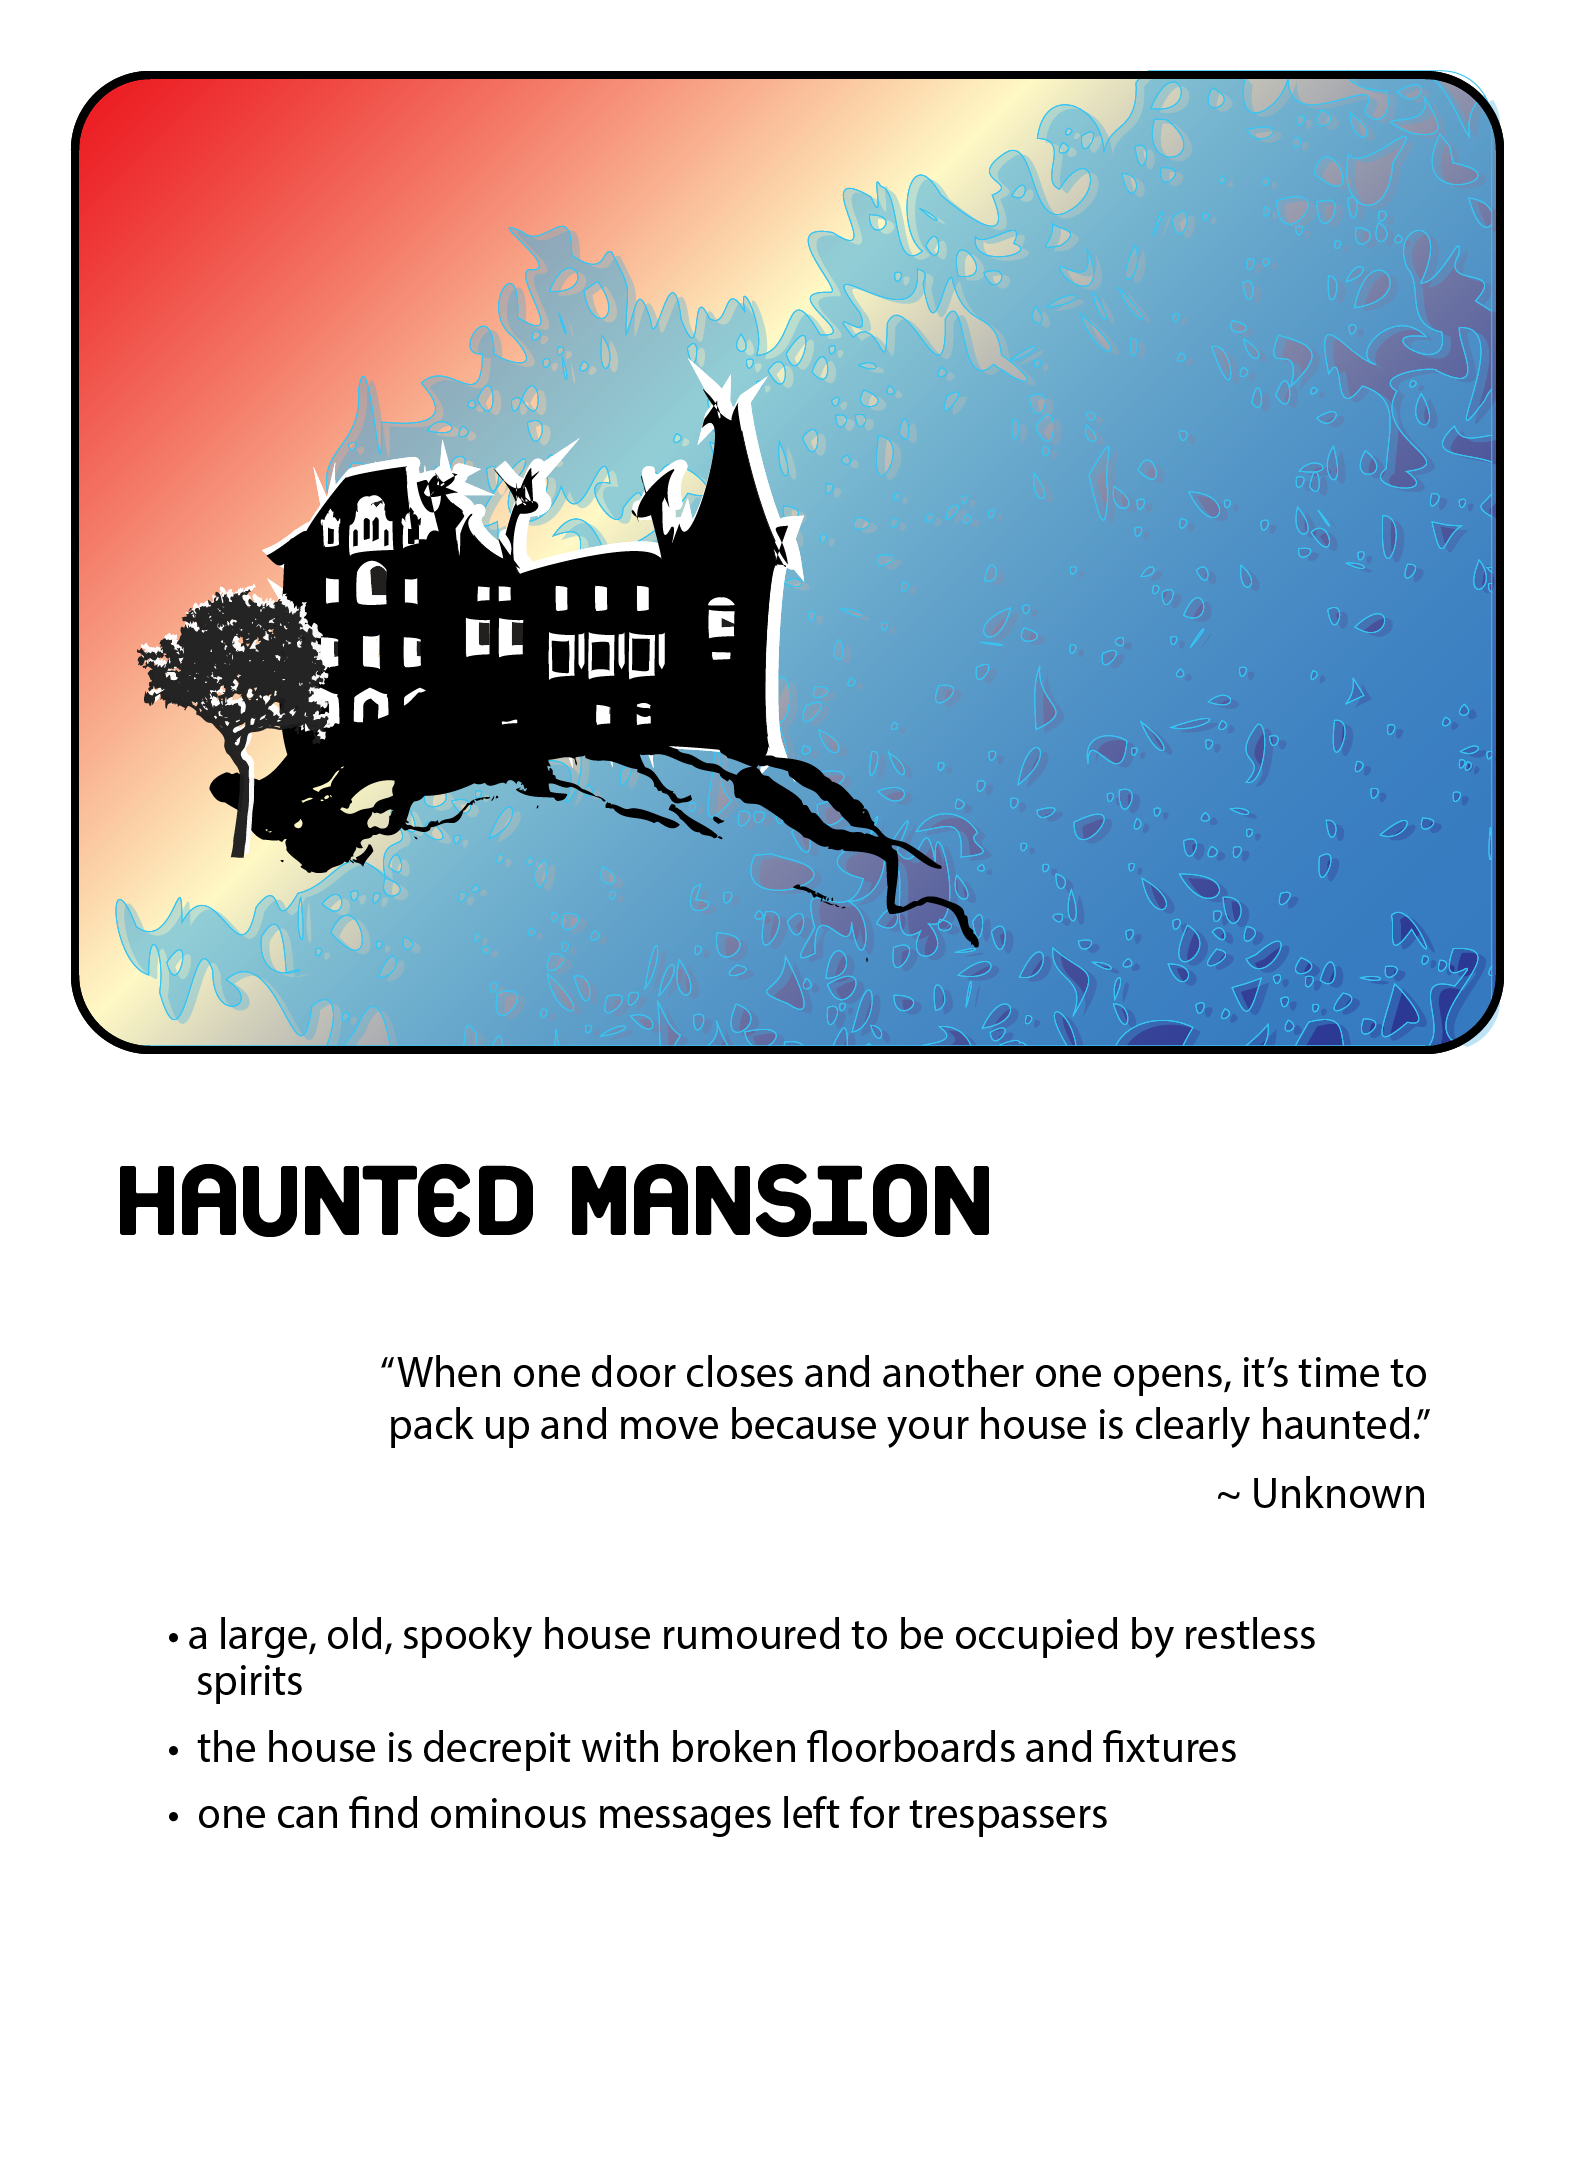 HAUNTED MANSION
“When one door closes and another one opens, it’s time to
pack up and move because your house is clearly haunted.”
~ Unknown
• a large, old, spooky house rumoured to be occupied by restless
spirits
• the house is decrepit with broken floorboards and fixtures
• one can find ominous messages left for trespassers